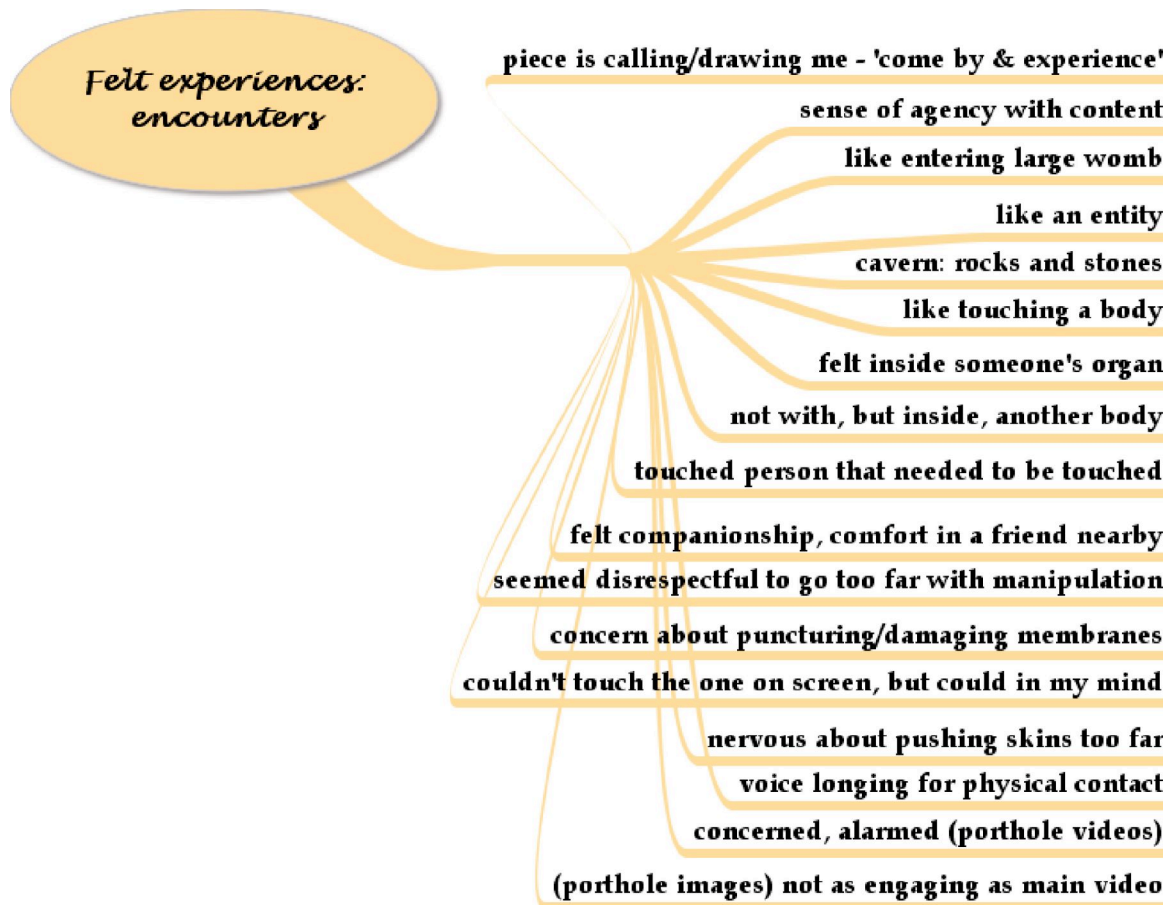 Felt experiences:
encounters
piece is calling/drawing me - 'come by & experience'
sense of agency with content
like entering large womb
like an entity
cavern: rocks and stones
like touching a body
felt inside someone's organ
not with, but inside, another body
touched person that needed to be touched
felt companionship, comfort in a friend nearby
seemed disrespectful to go too far with manipulation
concern about puncturing/damaging membranes
couldn't touch the one on screen, but could in my mind
nervous about pushing skins too far
voice longing for physical contact
concerned, alarmed (porthole videos)
(porthole images) not as engaging as main video